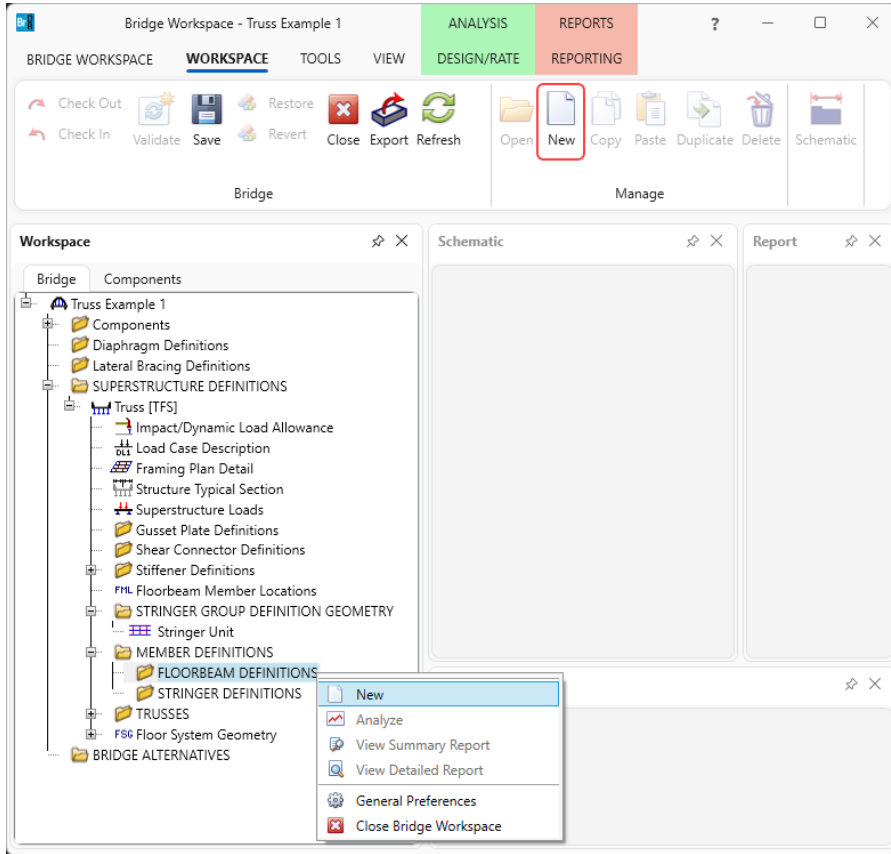 Br R Bridge Workspace - Truss Example 1 ANALYSIS REPORTS ?
BRIDGE WORKSPACE WORKSPACE TOOLS VIEW DESIGN/RATE REPORTING
Check Out
Check In
Validate
Save
Restore
Revert
Close
Export
Refresh
Bridge
Open
New
Copy
Paste
Duplicate
Delete
Schematic
Manage
Workspace
Bridge Components
Truss Example 1
Components
Diaphragm Definitions
Lateral Bracing Definitions
SUPERSTRUCTURE DEFINITIONS
Truss [TFS]
Impact/Dynamic Load Allowance
DL1 Load Case Description
Framing Plan Detail
Structure Typical Section
Superstructure Loads
Gusset Plate Definitions
Shear Connector Definitions
Stiffener Definitions
FML Floorbeam Member Locations
STRINGER GROUP DEFINITION GEOMETRY
Stringer Unit
MEMBER DEFINITIONS
FLOORBEAM DEFINITIONS
STRINGER DEFINITIONS
TRUSSES
FSG Floor System Geometry
BRIDGE ALTERNATIVES
New
Analyze
View Summary Report
View Detailed Report
General Preferences
Close Bridge Workspace
Schematic
Report